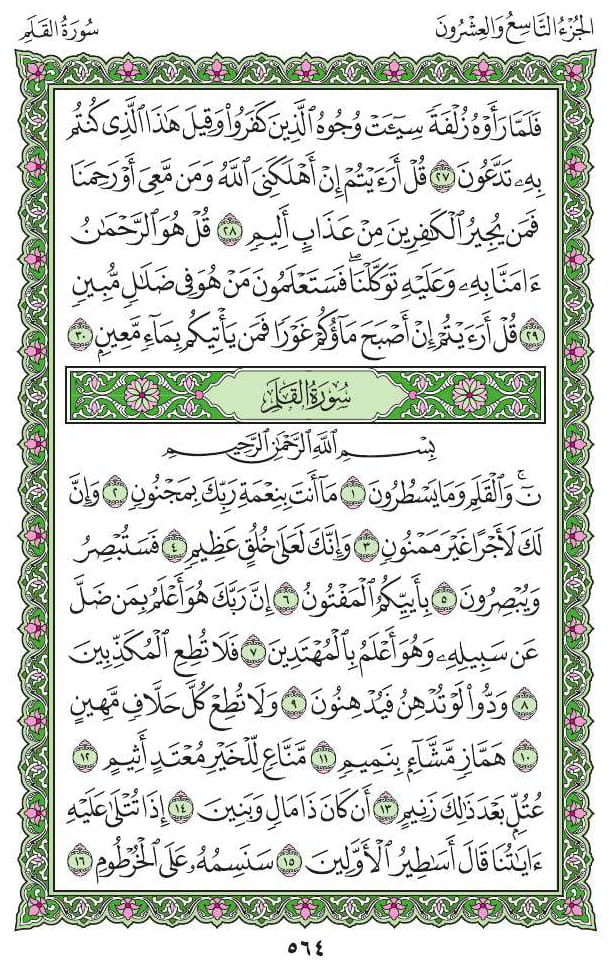 الجُزْءُ التَّاسِعُ وَالعِشْرُونَ
سُورَةُ القَلَمِ
فَلَمَّا رَأَوْهُ زُلْفَةً سِيٓـَٔتْ وُجُوهُ ٱلَّذِينَ كَفَرُوا۟ وَقِيلَ هَٰذَا ٱلَّذِى كُنتُم
بِهِۦ تَدَّعُونَ ٢٧ قُلْ أَرَءَيْتُمْ إِنْ أَهْلَكَنِىَ ٱللَّهُ وَمَن مَّعِىَ أَوْ رَحِمَنَا
فَمَن يُجِيرُ ٱلْكَٰفِرِينَ مِنْ عَذَابٍ أَلِيمٍ ٢٨ قُلْ هُوَ ٱلرَّحْمَٰنُ
ءَامَنَّا بِهِۦ وَعَلَيْهِ تَوَكَّلْنَا ۖ فَسَتَعْلَمُونَ مَنْ هُوَ فِى ضَلَٰلٍ مُّبِينٍ
٢٩ قُلْ أَرَءَيْتُمْ إِنْ أَصْبَحَ مَآؤُكُمْ غَوْرًا فَمَن يَأْتِيكُم بِمَآءٍ مَّعِينٍۭ ٣٠
سُورَةُ القَلَمِ
بِسْمِ ٱللَّهِ ٱلرَّحْمَٰنِ ٱلرَّحِيمِ
نٓ ۚ وَٱلْقَلَمِ وَمَا يَسْطُرُونَ ١ مَآ أَنتَ بِنِعْمَةِ رَبِّكَ بِمَجْنُونٍ ٢ وَإِنَّ
لَكَ لَأَجْرًا غَيْرَ مَمْنُونٍ ٣ وَإِنَّكَ لَعَلَىٰ خُلُقٍ عَظِيمٍ ٤ فَسَتُبْصِرُ
وَيُبْصِرُونَ ٥ بِأَييِّكُمُ ٱلْمَفْتُونُ ٦ إِنَّ رَبَّكَ هُوَ أَعْلَمُ بِمَن ضَلَّ
عَن سَبِيلِهِۦ وَهُوَ أَعْلَمُ بِٱلْمُهْتَدِينَ ٧ فَلَا تُطِعِ ٱلْمُكَذِّبِينَ
٨ وَدُّوا۟ لَوْ تُدْهِنُ فَيُدْهِنُونَ ٩ وَلَا تُطِعْ كُلَّ حَلَّافٍ مَّهِينٍ
١٠ هَمَّازٍ مَّشَّآءٍۭ بِنَمِيمٍ ١١ مَّنَّاعٍ لِّلْخَيْرِ مُعْتَدٍ أَثِيمٍ ١٢
عُتُلٍّۭ بَعْدَ ذَٰلِكَ زَنِيمٍ ١٣ أَن كَانَ ذَا مَالٍ وَبَنِينَ ١٤ إِذَا تُتْلَىٰ عَلَيْهِ
ءَايَٰتُنَا قَالَ أَسَٰطِيرُ ٱلْأَوَّلِينَ ١٥ سَنَسِمُهُۥ عَلَى ٱلْخُرْطُومِ ١٦
٥٦٤